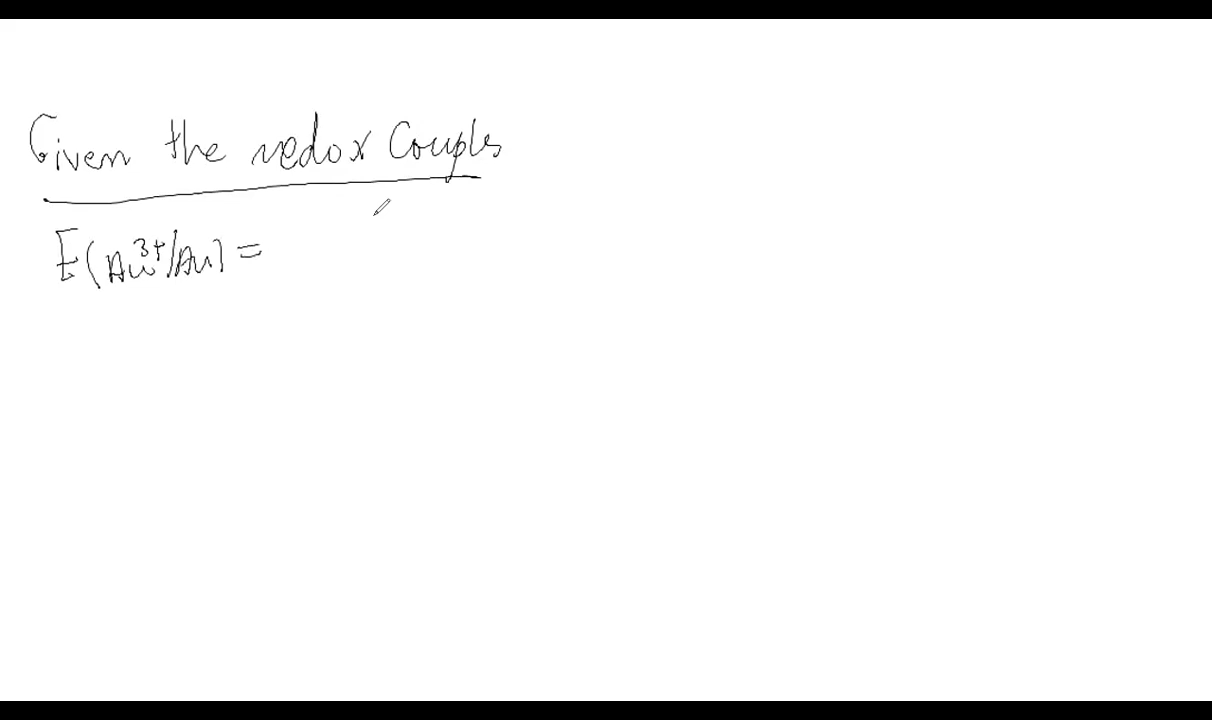 Given the redox Couples
E(Au³⁺/Au) =